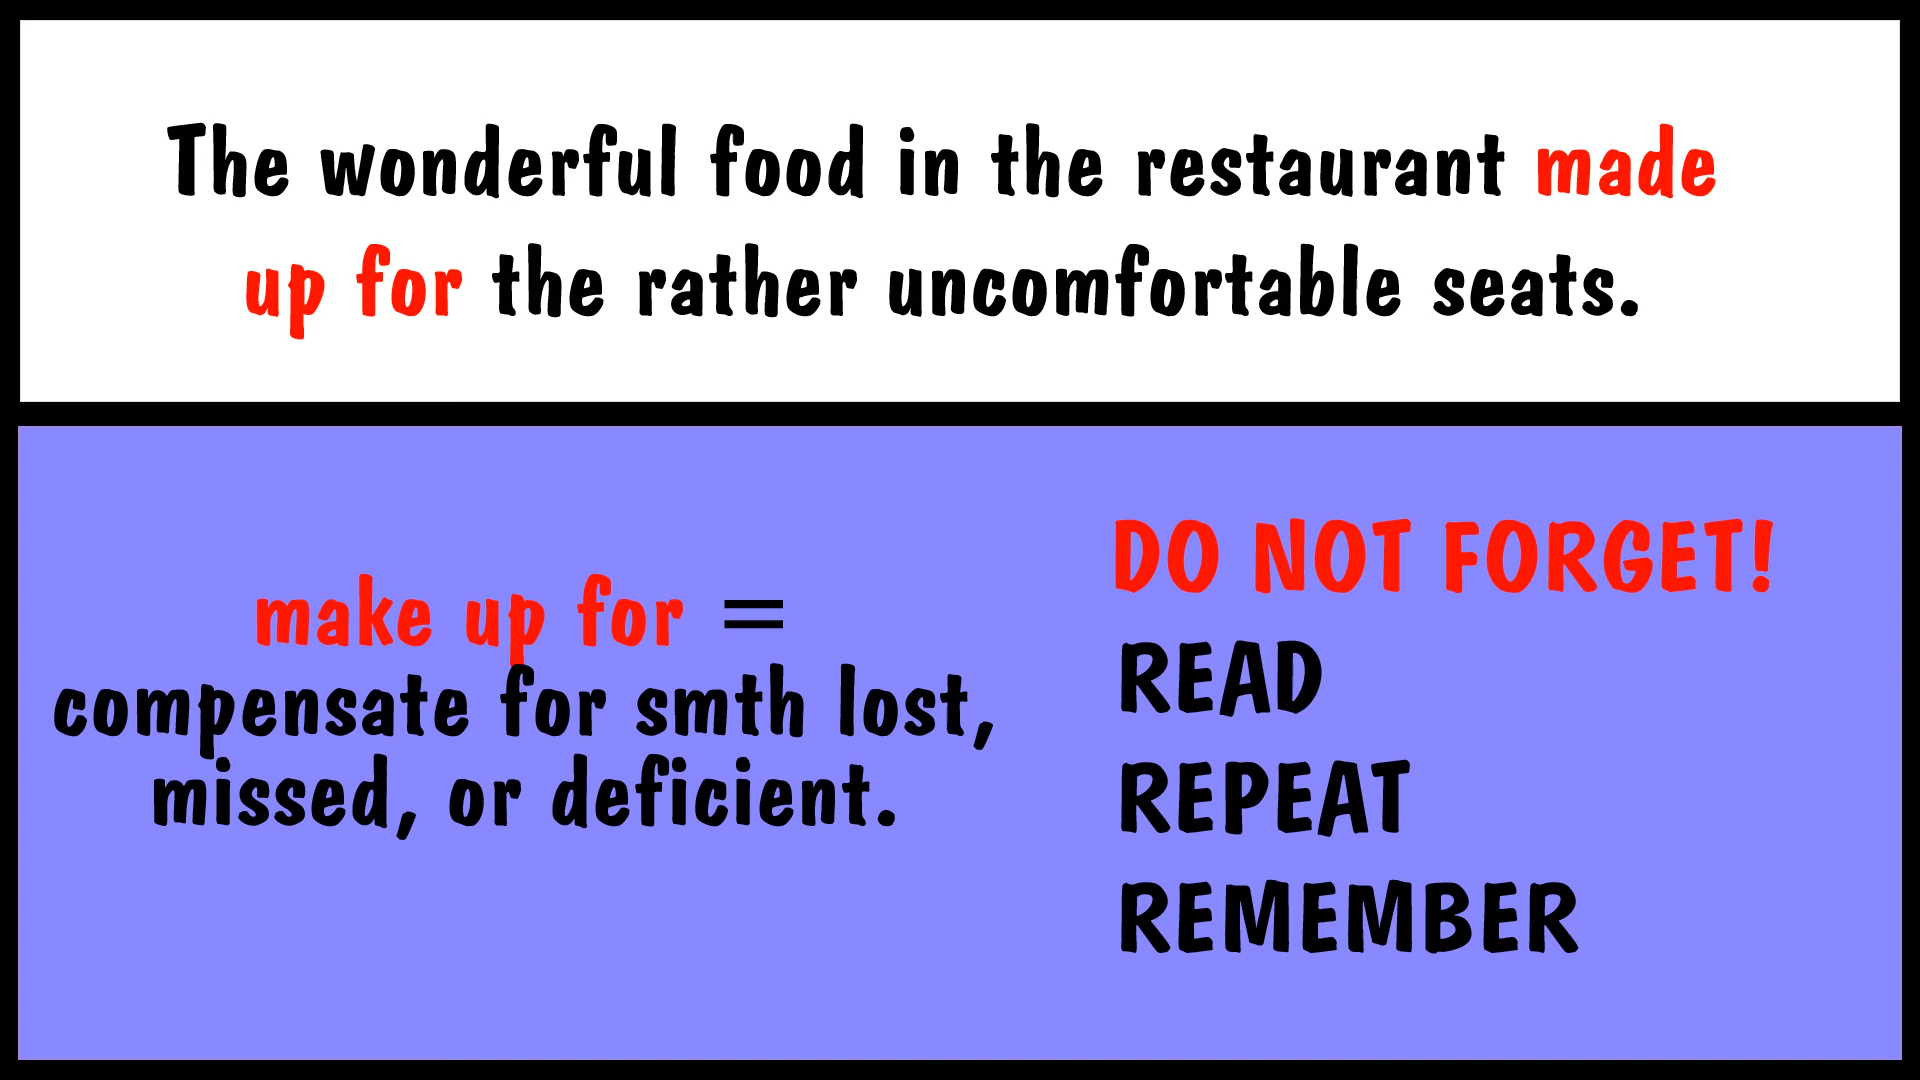 The wonderful food in the restaurant made
up for the rather uncomfortable seats.
make up for =
compensate for smth lost,
missed, or deficient.
DO NOT FORGET!
READ
REPEAT
REMEMBER